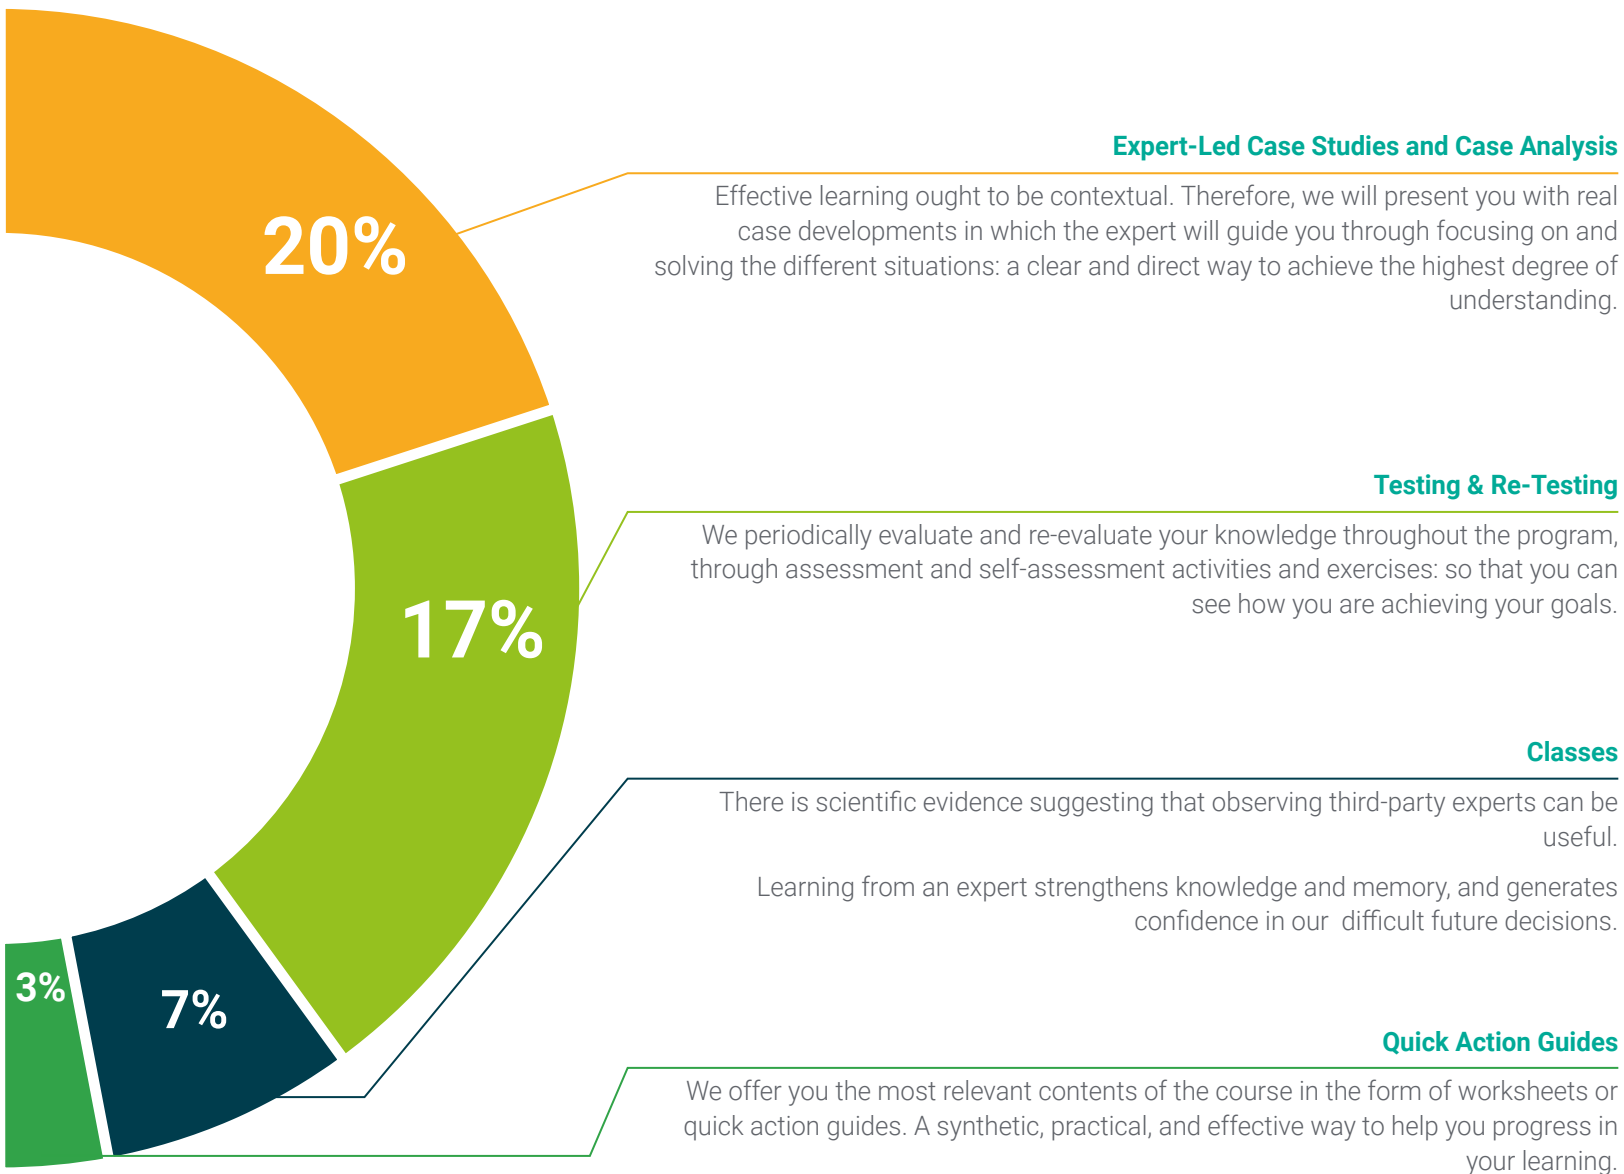 20%
17%
7%
3%
Expert-Led Case Studies and Case Analysis
Effective learning ought to be contextual. Therefore, we will present you with real
case developments in which the expert will guide you through focusing on and
solving the different situations: a clear and direct way to achieve the highest degree of
understanding.
Testing & Re-Testing
We periodically evaluate and re-evaluate your knowledge throughout the program,
through assessment and self-assessment activities and exercises: so that you can
see how you are achieving your goals.
Classes
There is scientific evidence suggesting that observing third-party experts can be
useful.
Learning from an expert strengthens knowledge and memory, and generates
confidence in our  difficult future decisions.
Quick Action Guides
We offer you the most relevant contents of the course in the form of worksheets or
quick action guides. A synthetic, practical, and effective way to help you progress in
your learning.